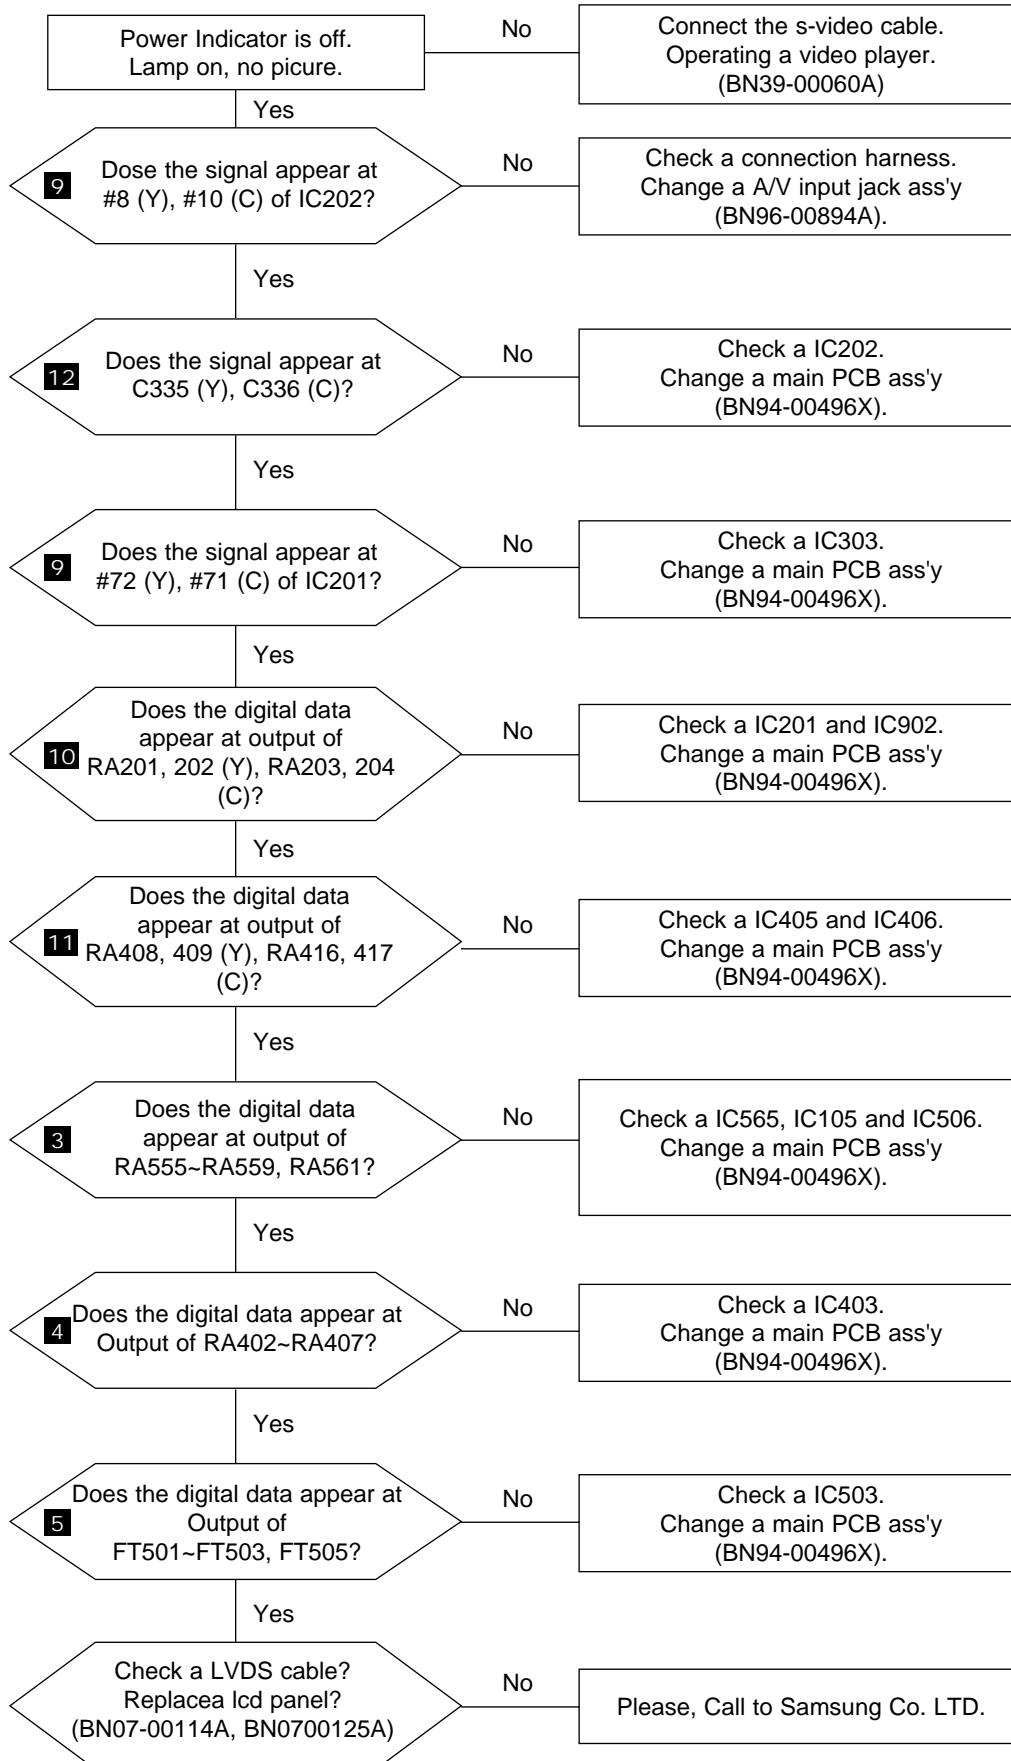 Power Indicator is off.
Lamp on, no picure.
No
Connect the s-video cable.
Operating a video player.
(BN39-00060A)
Yes
9
Dose the signal appear at
#8 (Y), #10 (C) of IC202?
No
Check a connection harness.
Change a A/V input jack ass'y
(BN96-00894A).
Yes
12
Does the signal appear at
C335 (Y), C336 (C)?
No
Check a IC202.
Change a main PCB ass'y
(BN94-00496X).
Yes
9
Does the signal appear at
#72 (Y), #71 (C) of IC201?
No
Check a IC303.
Change a main PCB ass'y
(BN94-00496X).
Yes
10
Does the digital data
appear at output of
RA201, 202 (Y), RA203, 204
(C)?
No
Check a IC201 and IC902.
Change a main PCB ass'y
(BN94-00496X).
Yes
11
Does the digital data
appear at output of
RA408, 409 (Y), RA416, 417
(C)?
No
Check a IC405 and IC406.
Change a main PCB ass'y
(BN94-00496X).
Yes
3
Does the digital data
appear at output of
RA555~RA559, RA561?
No
Check a IC565, IC105 and IC506.
Change a main PCB ass'y
(BN94-00496X).
Yes
4
Does the digital data appear at
Output of RA402~RA407?
No
Check a IC403.
Change a main PCB ass'y
(BN94-00496X).
Yes
5
Does the digital data appear at
Output of
FT501~FT503, FT505?
No
Check a IC503.
Change a main PCB ass'y
(BN94-00496X).
Yes
Check a LVDS cable?
Replacea lcd panel?
(BN07-00114A, BN0700125A)
No
Please, Call to Samsung Co. LTD.